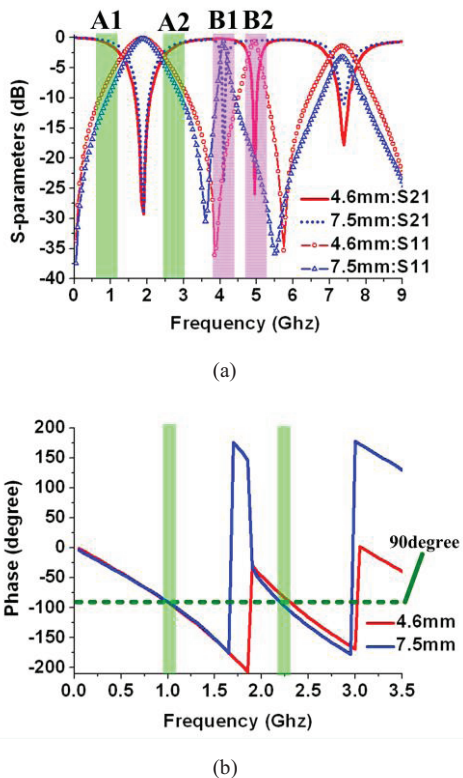 A1 A2 B1 B2
0
-5
-10
-15
-20
-25
-30
-35
-40
S-parameters (dB)
4.6mm:S21
7.5mm:S21
4.6mm:S11
7.5mm:S11
0 1 2 3 4 5 6 7 8 9
Frequency (Ghz)
(a)
200
150
100
50
0
-50
-100
-150
-200
Phase (degree)
90degree
4.6mm
7.5mm
0.0 0.5 1.0 1.5 2.0 2.5 3.0 3.5
Frequency (Ghz)
(b)